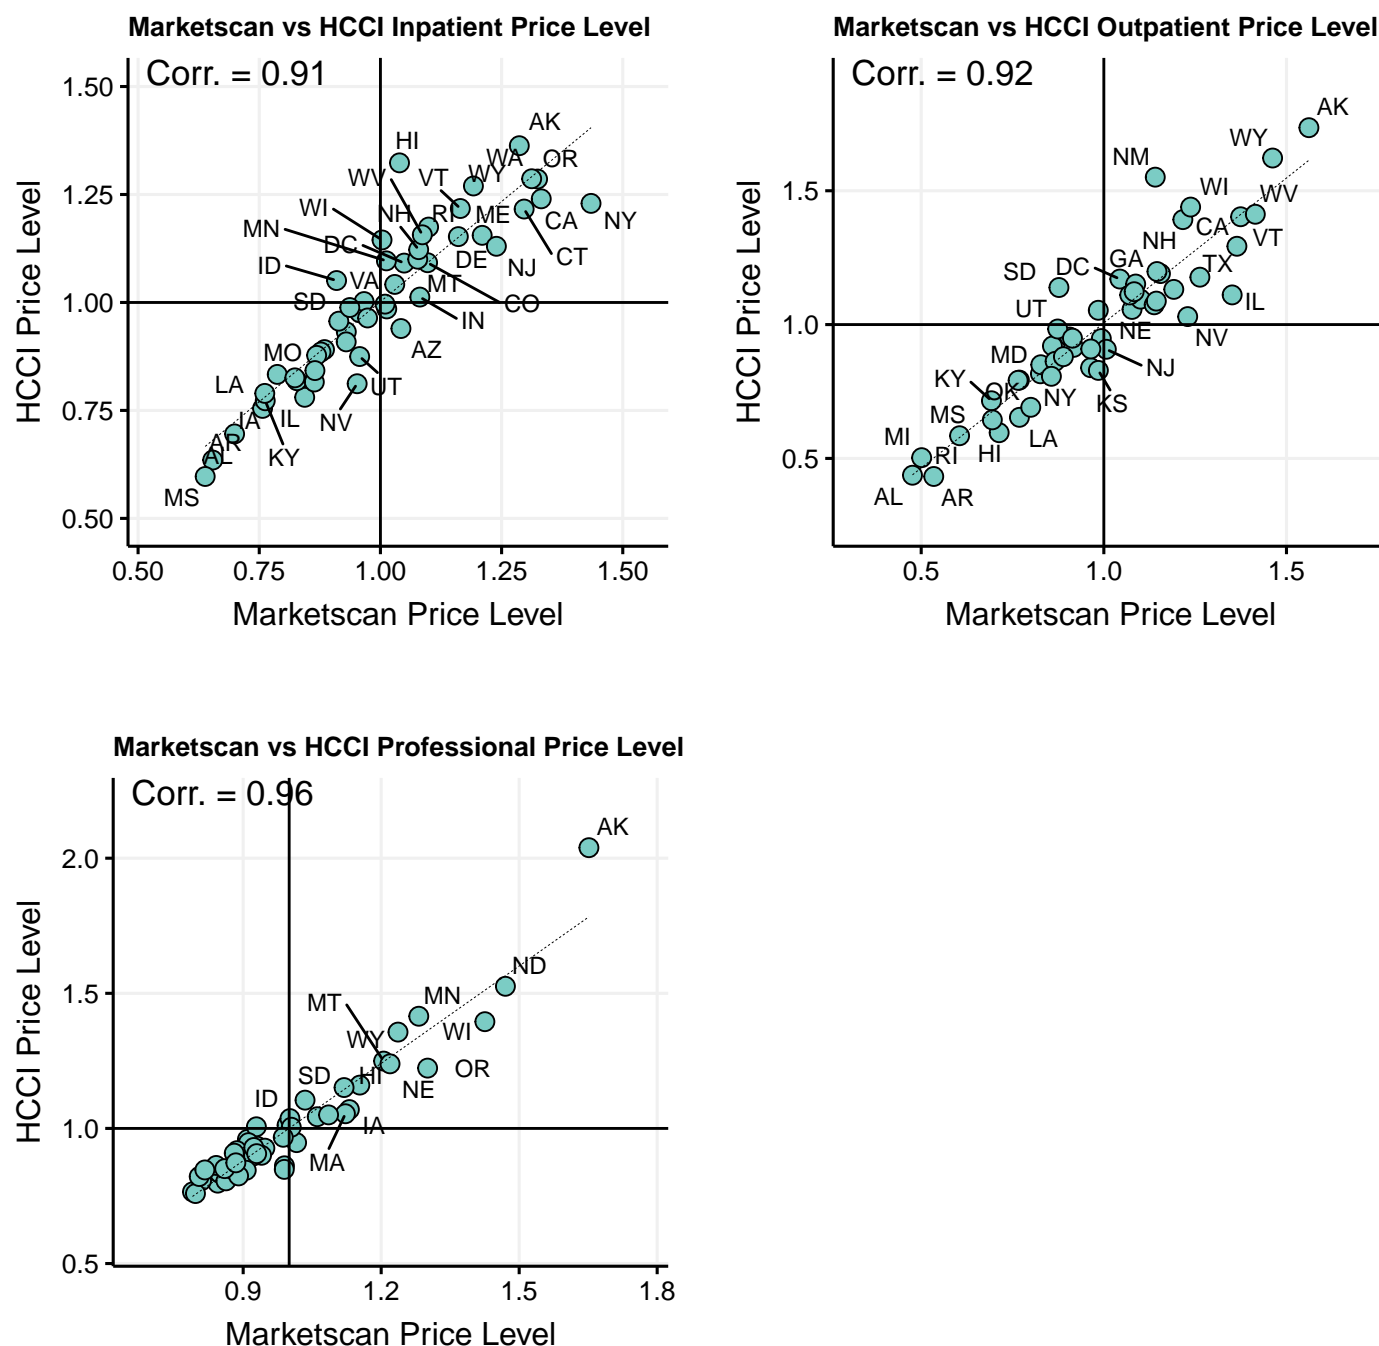 Marketscan vs HCCI Inpatient Price Level
Corr. = 0.91
HCCI Price Level
1.50
1.25
1.00
0.75
0.50
AK
HI
WA
OR
WV
VT
WY
WI
NH
RI
ME
CA
NY
MN
DC
DE
NJ
CT
ID
VA
MT
SD
CO
IN
AZ
MO
UT
LA
NV
IA
IL
AR
AL
KY
MS
0.50
0.75
1.00
1.25
1.50
Marketscan Price Level
Marketscan vs HCCI Outpatient Price Level
Corr. = 0.92
HCCI Price Level
1.5
1.0
0.5
AK
WY
NM
WI
WV
CA
VT
NH
DC
GA
TX
SD
IL
UT
NE
NV
MD
NJ
KY
OK
NY
KS
MS
MI
RI
HI
LA
AL
AR
0.5
1.0
1.5
Marketscan Price Level
Marketscan vs HCCI Professional Price Level
Corr. = 0.96
HCCI Price Level
2.0
1.5
1.0
0.5
AK
ND
MT
MN
WY
WI
SD
HI
OR
NE
ID
IA
MA
0.9
1.2
1.5
1.8
Marketscan Price Level